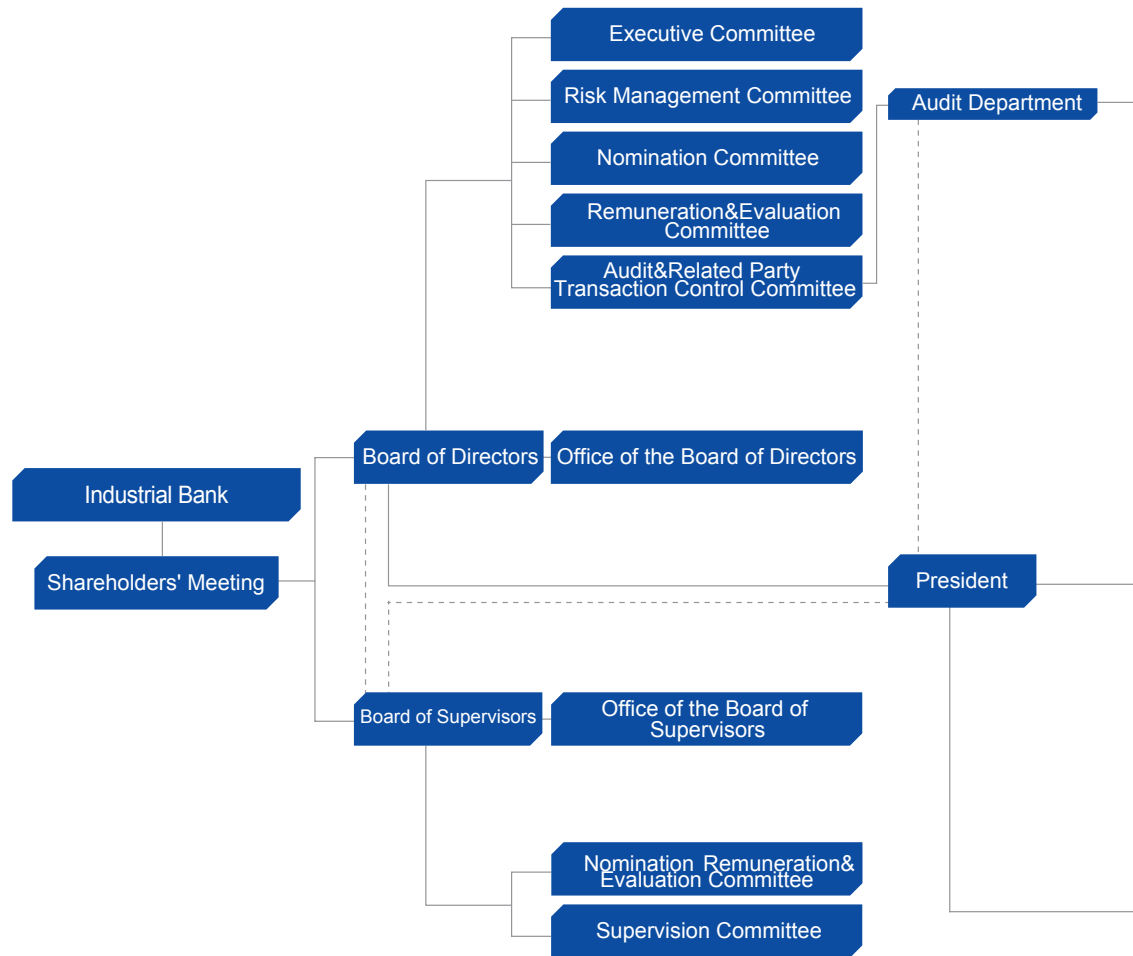 Executive Committee
Risk Management Committee
Audit Department
Nomination Committee
Remuneration&Evaluation
Committee
Audit&Related Party
Transaction Control Committee
Board of Directors
Office of the Board of Directors
Industrial Bank
Shareholders' Meeting
President
Board of Supervisors
Office of the Board of
Supervisors
Nomination Remuneration&
Evaluation Committee
Supervision Committee